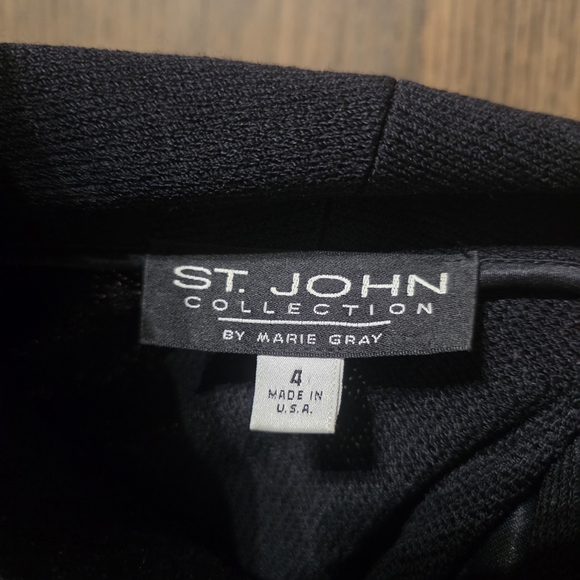 ST. JOHN
COLLECTION
BY MARIE GRAY
4
MADE IN
U.S.A.